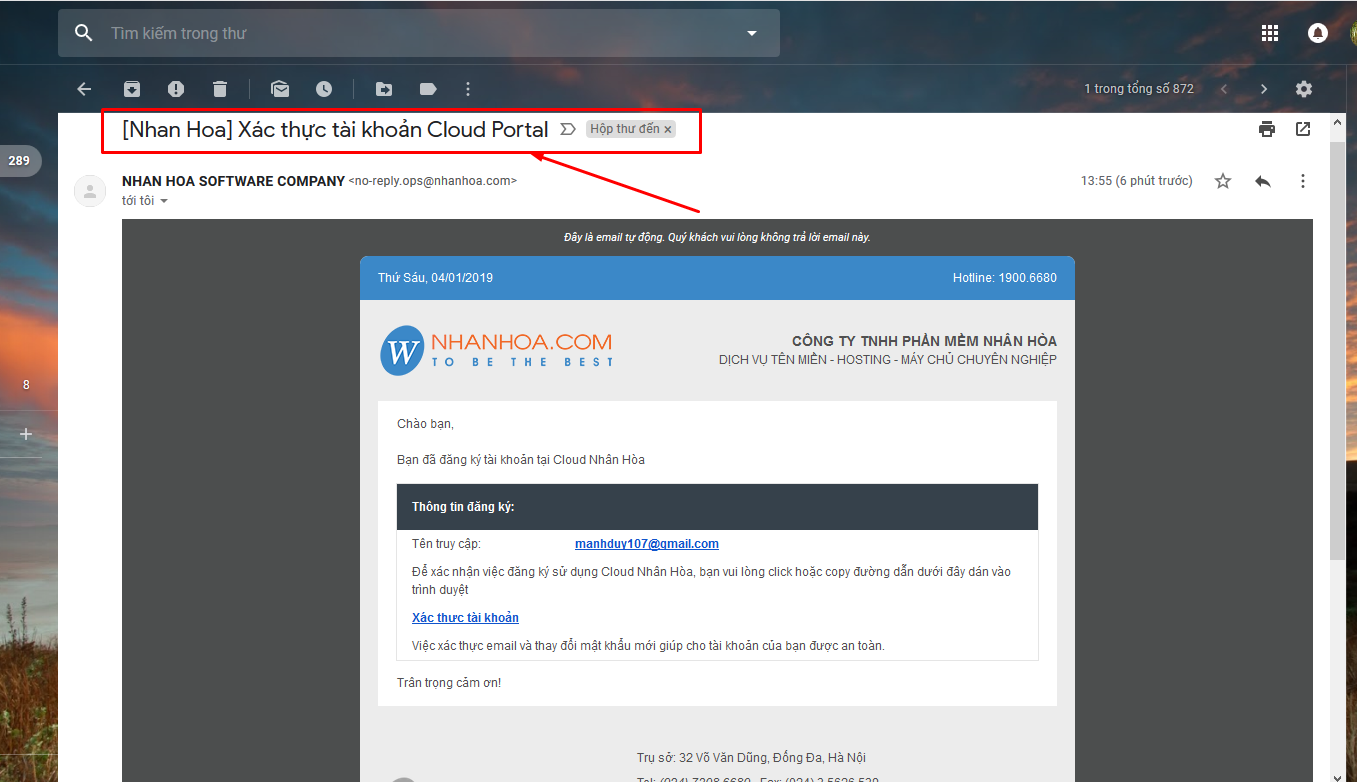 Tìm kiếm trong thư
1 trong tổng số 872
[Nhan Hoa] Xác thực tài khoản Cloud Portal Hộp thư đến ×
289
NHAN HOA SOFTWARE COMPANY <no-reply.ops@nhanhoa.com>
13:55 (6 phút trước)
tới tôi
Đây là email tự động. Quý khách vui lòng không trả lời email này.
Thứ Sáu, 04/01/2019
Hotline: 1900.6680
W NHANHOA.COM
TO BE THE BEST
CÔNG TY TNHH PHẦN MỀM NHÂN HÒA
DỊCH VỤ TÊN MIỀN - HOSTING - MÁY CHỦ CHUYÊN NGHIỆP
8
Chào bạn,
Bạn đã đăng ký tài khoản tại Cloud Nhân Hòa
Thông tin đăng ký:
Tên truy cập: manhduy107@gmail.com
Để xác nhận việc đăng ký sử dụng Cloud Nhân Hòa, bạn vui lòng click hoặc copy đường dẫn dưới đây dán vào
trình duyệt
Xác thực tài khoản
Việc xác thực email và thay đổi mật khẩu mới giúp cho tài khoản của bạn được an toàn.
Trân trọng cảm ơn!
Trụ sở: 32 Võ Văn Dũng, Đống Đa, Hà Nội